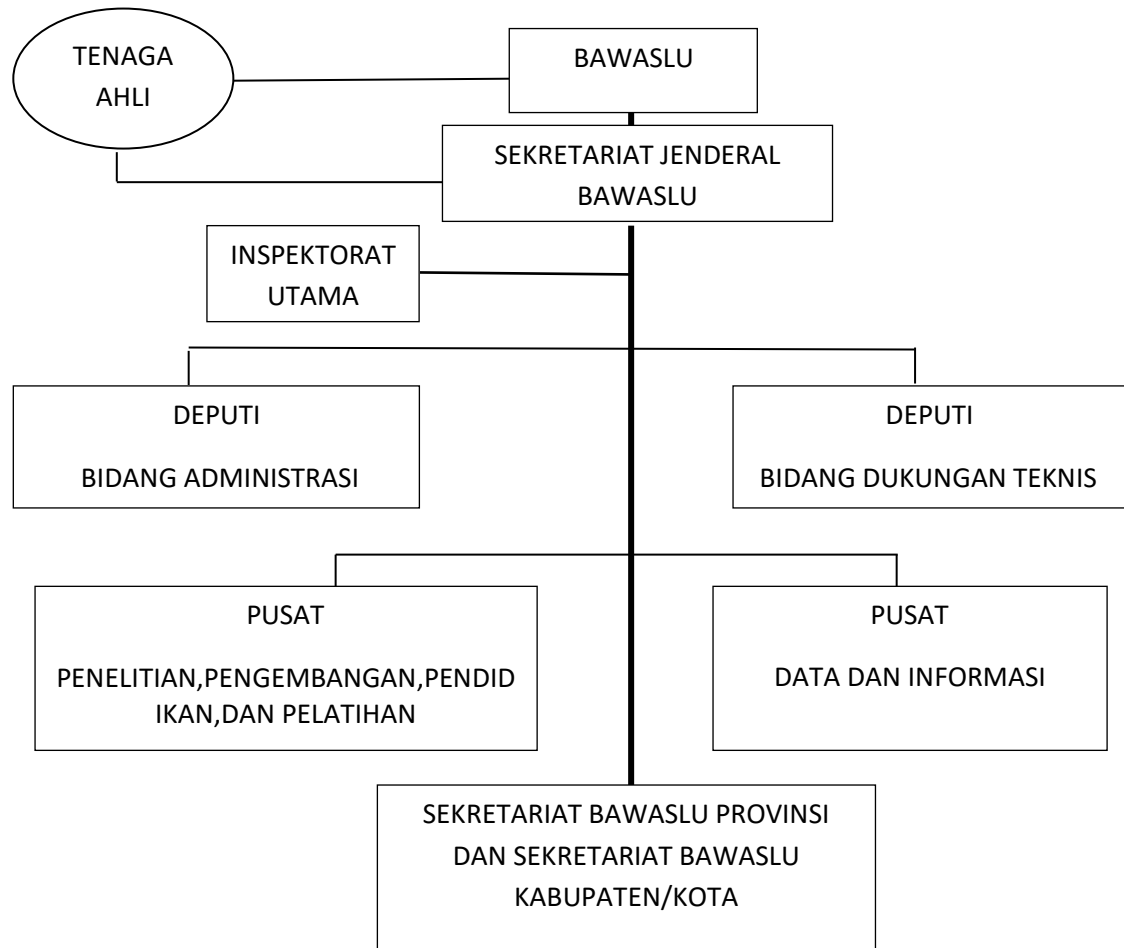 TENAGA
AHLI
BAWASLU
SEKRETARIAT JENDERAL
BAWASLU
INSPEKTORAT
UTAMA
DEPUTI
BIDANG ADMINISTRASI
DEPUTI
BIDANG DUKUNGAN TEKNIS
PUSAT
PENELITIAN,PENGEMBANGAN,PENDID
IKAN,DAN PELATIHAN
PUSAT
DATA DAN INFORMASI
SEKRETARIAT BAWASLU PROVINSI
DAN SEKRETARIAT BAWASLU
KABUPATEN/KOTA